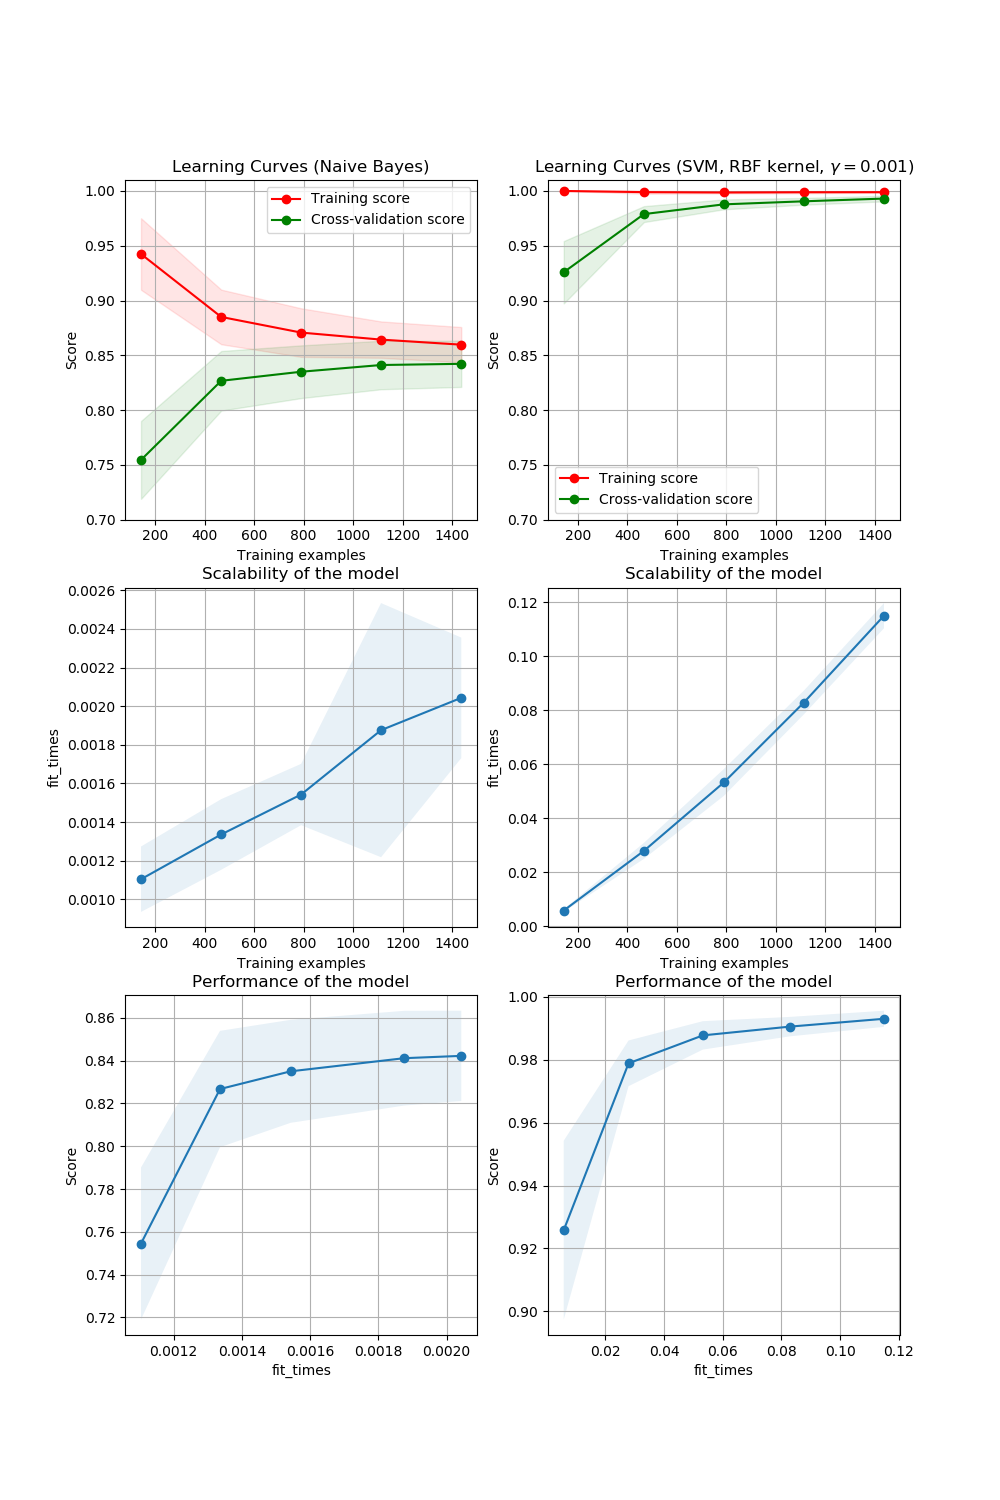 Learning Curves (Naive Bayes)
1.00
0.95
0.90
0.85
0.80
0.75
0.70
Score
Training score
Cross-validation score
200 400 600 800 1000 1200 1400
Training examples
Learning Curves (SVM, RBF kernel, γ = 0.001)
1.00
0.95
0.90
0.85
0.80
0.75
0.70
Score
Training score
Cross-validation score
200 400 600 800 1000 1200 1400
Training examples
Scalability of the model
0.0026
0.0024
0.0022
0.0020
0.0018
0.0016
0.0014
0.0012
0.0010
fit_times
200 400 600 800 1000 1200 1400
Training examples
Scalability of the model
0.12
0.10
0.08
0.06
0.04
0.02
0.00
fit_times
200 400 600 800 1000 1200 1400
Training examples
Performance of the model
0.86
0.84
0.82
0.80
0.78
0.76
0.74
0.72
Score
0.0012 0.0014 0.0016 0.0018 0.0020
fit_times
Performance of the model
1.00
0.98
0.96
0.94
0.92
0.90
Score
0.02 0.04 0.06 0.08 0.10 0.12
fit_times